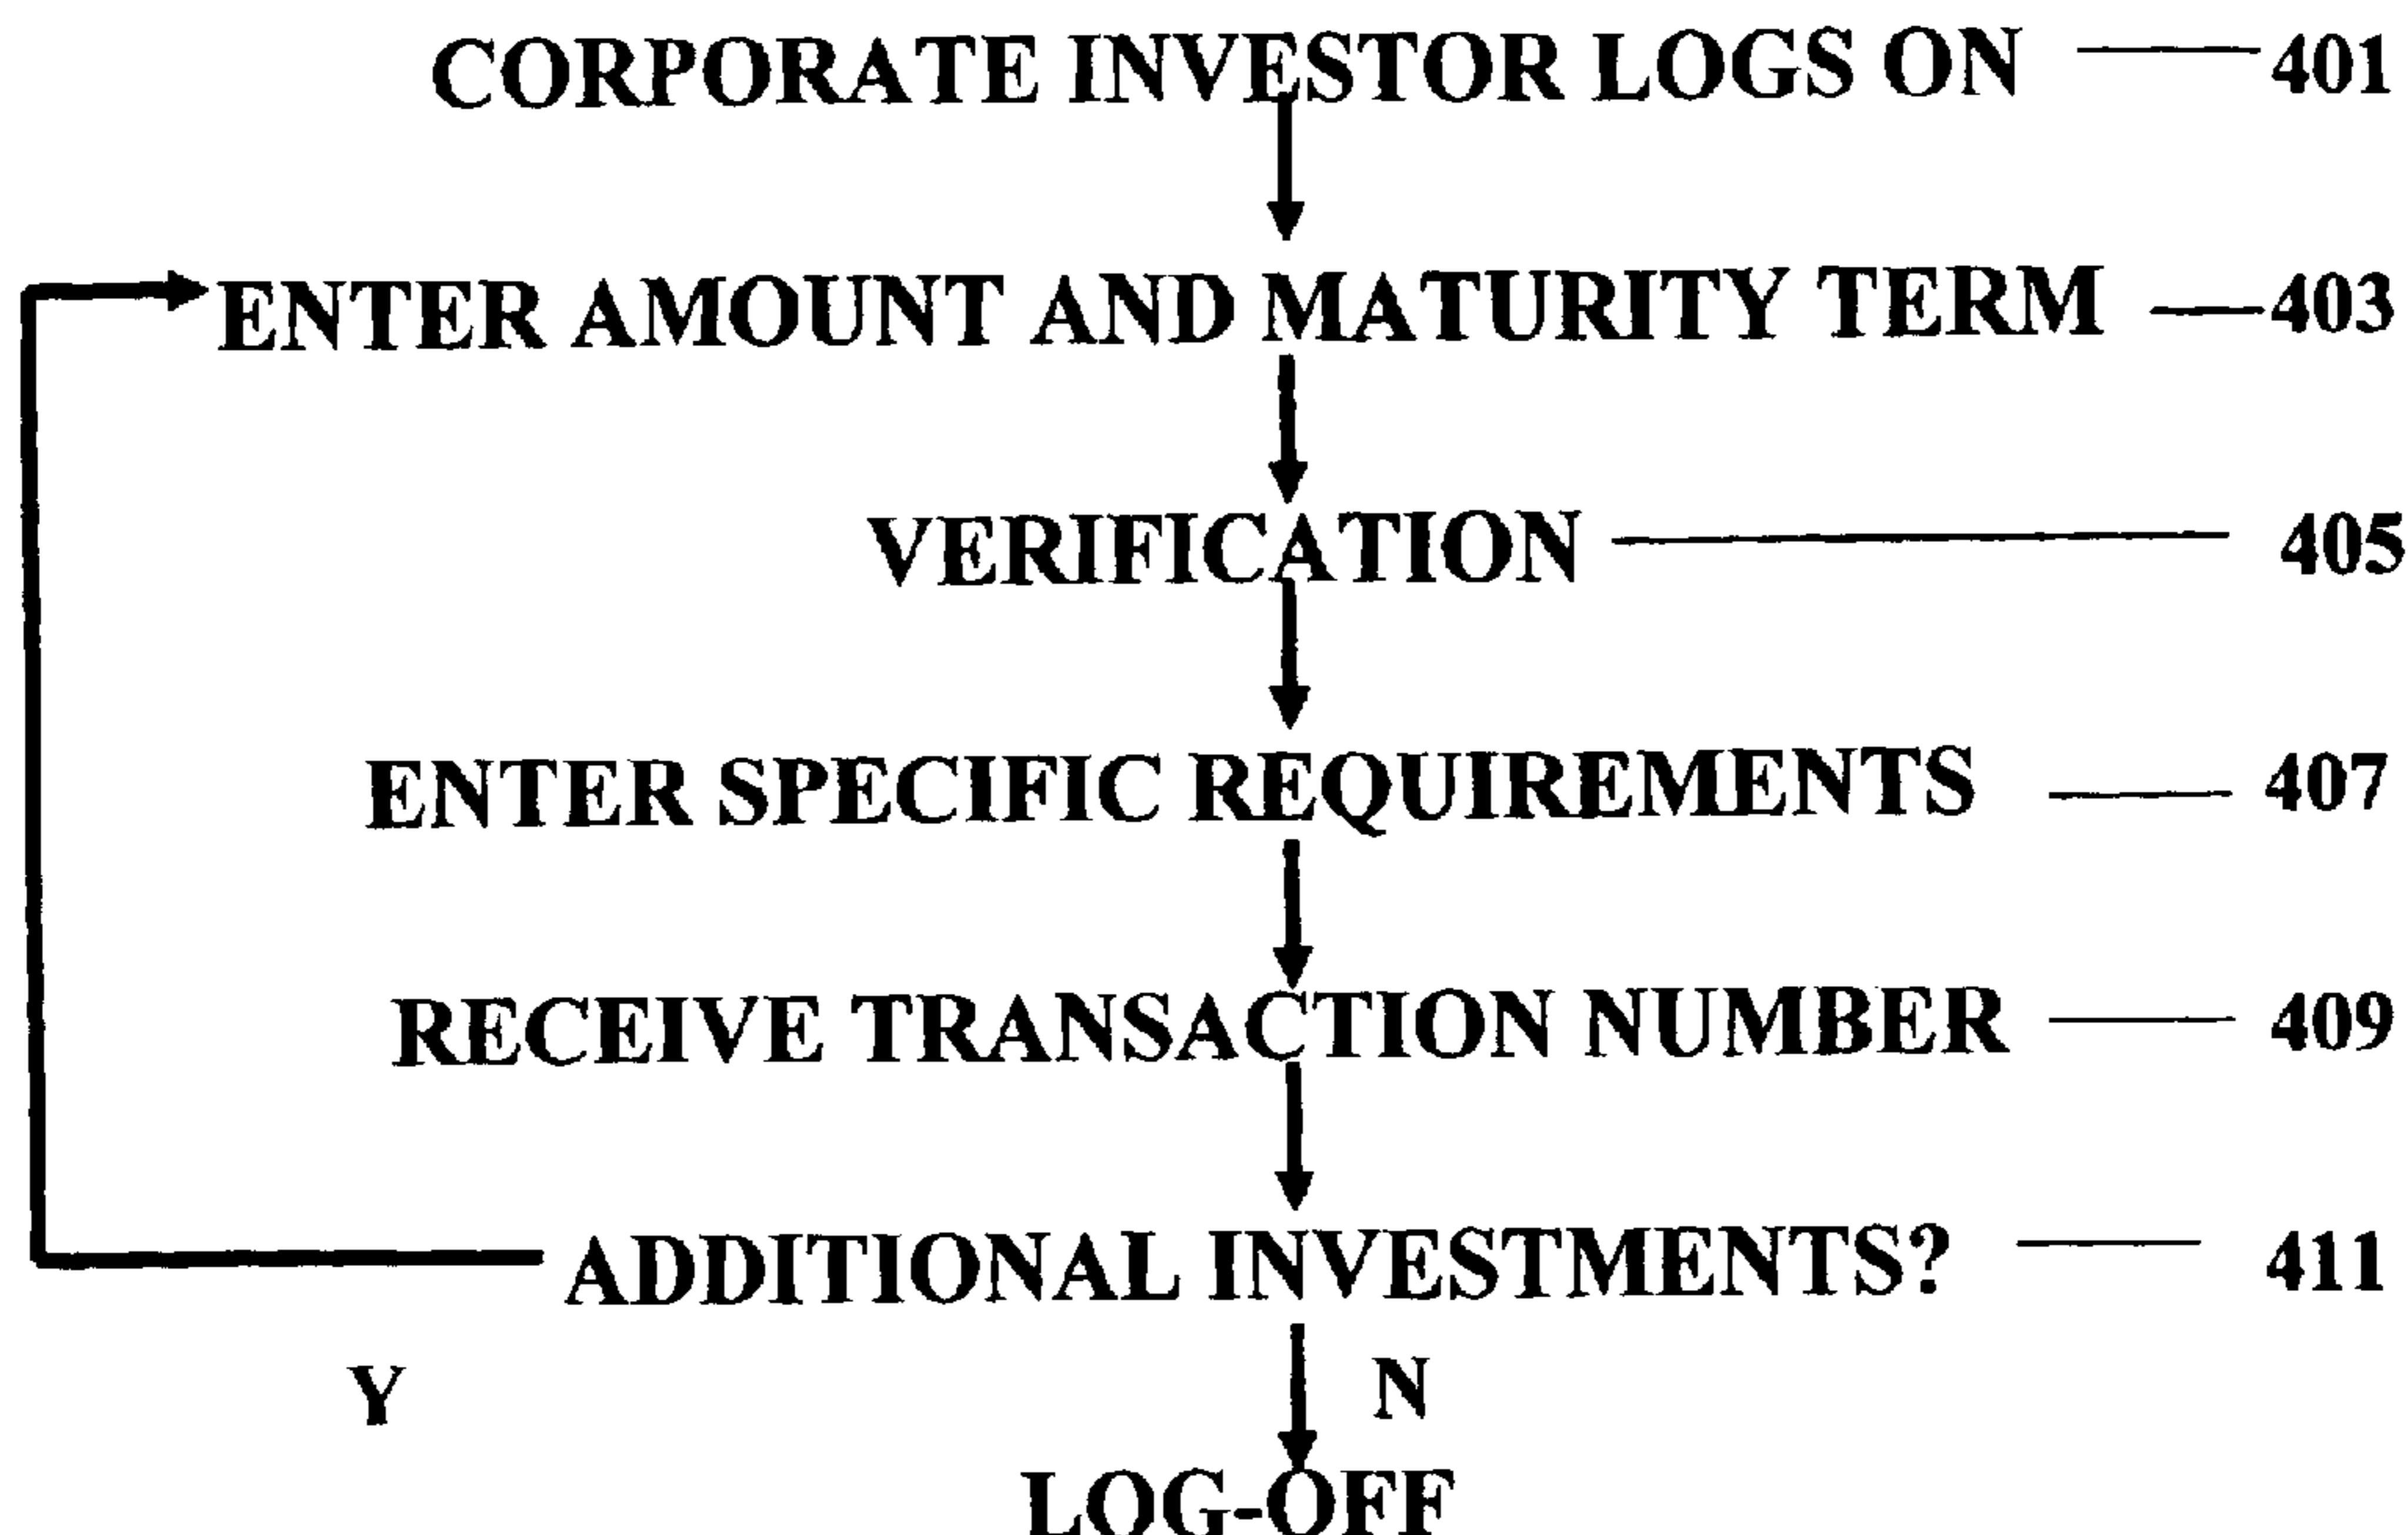 CORPORATE INVESTOR LOGS ON 401
ENTER AMOUNT AND MATURITY TERM 403
VERIFICATION 405
ENTER SPECIFIC REQUIREMENTS 407
RECEIVE TRANSACTION NUMBER 409
ADDITIONAL INVESTMENTS? 411
Y N
LOG-OFF